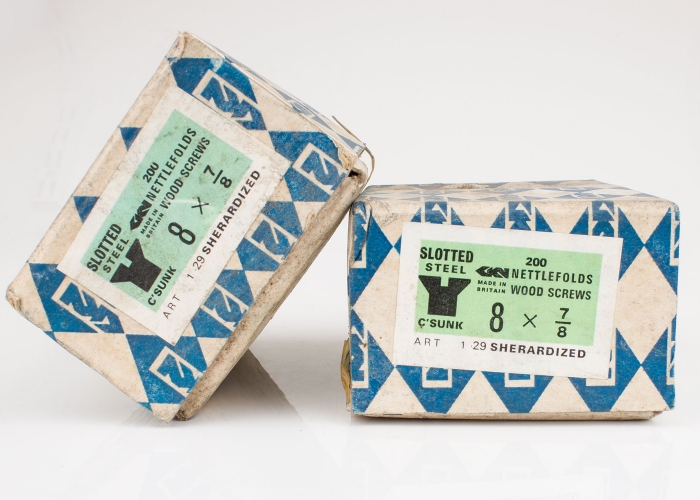 SLOTTED
STEEL
C'SUNK
200
GKN NETTLEFOLDS
MADE IN
BRITAIN
WOOD SCREWS
8 × 7/8
ART 1·29 SHERARDIZED
SLOTTED
STEEL
C'SUNK
200
GKN NETTLEFOLDS
MADE IN
BRITAIN
WOOD SCREWS
8 × 7/8
ART 1·29 SHERARDIZED